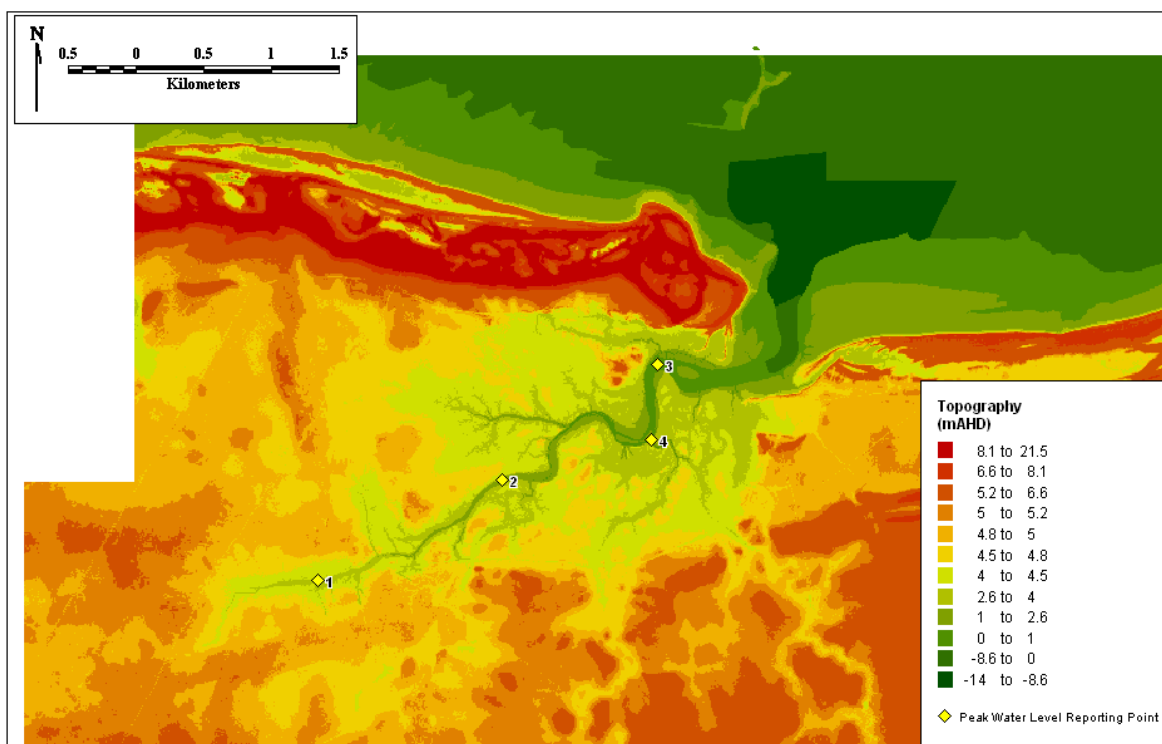 N
0.5 0 0.5 1 1.5
Kilometers
3
4
2
1
Topography
(mAHD)
8.1 to 21.5
6.6 to 8.1
5.2 to 6.6
5 to 5.2
4.8 to 5
4.5 to 4.8
4 to 4.5
2.6 to 4
1 to 2.6
0 to 1
-8.6 to 0
-14 to -8.6
Peak Water Level Reporting Point